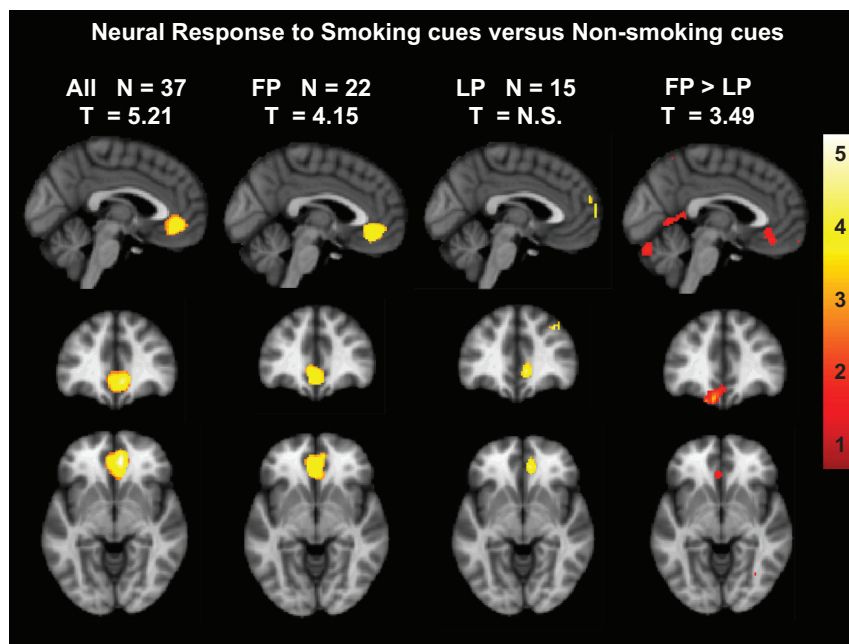 Neural Response to Smoking cues versus Non-smoking cues
All N = 37
T = 5.21
FP N = 22
T = 4.15
LP N = 15
T = N.S.
FP > LP
T = 3.49
5
4
3
2
1